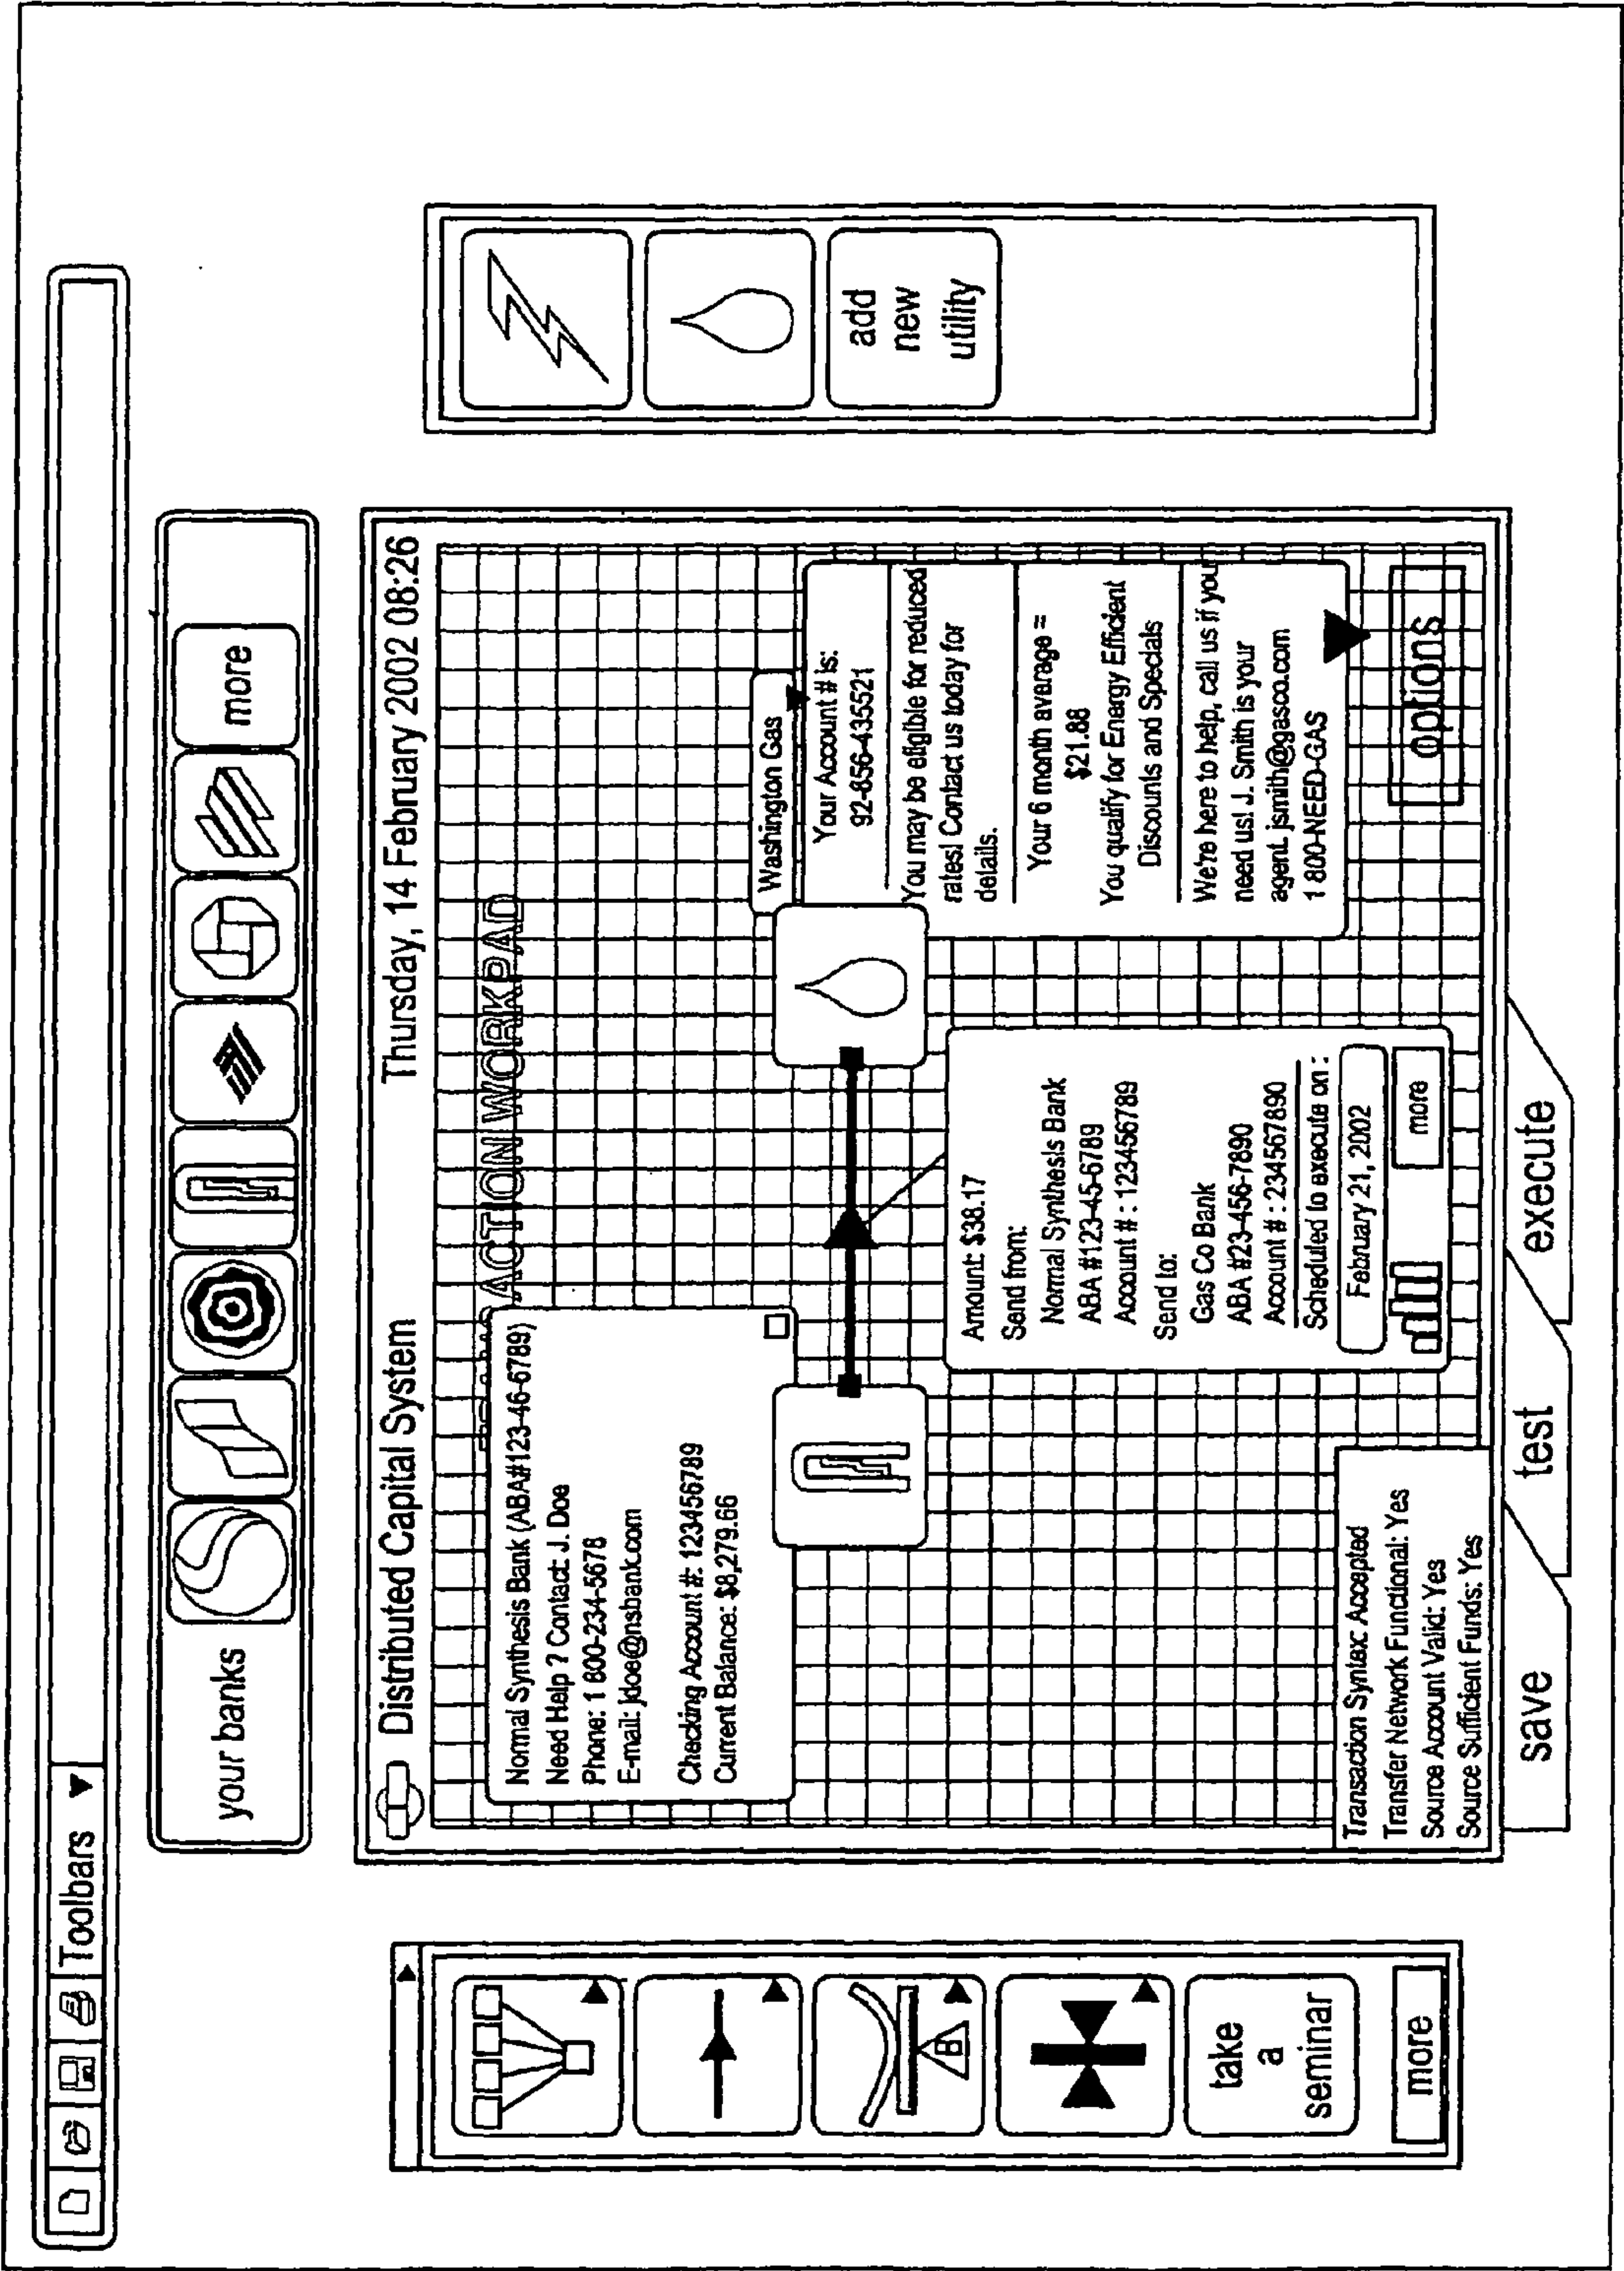 Toolbars
your banks
more
Distributed Capital System
Thursday, 14 February 2002 08:26
ACTION WORKPAD
Normal Synthesis Bank (ABA#123-46-6789)
Need Help ? Contact: J. Doe
Phone: 1 800-234-5678
E-mail: jdoe@nsbank.com
Checking Account #: 123456789
Current Balance: $8,279.66
Washington Gas
Your Account # is:
92-856-435521
You may be eligible for reduced
rates! Contact us today for
details.
Your 6 month average =
$21.88
You qualify for Energy Efficient
Discounts and Specials
We're here to help, call us if you
need us! J. Smith is your
agent. jsmith@gasco.com
1 800-NEED-GAS
options
Amount: $38.17
Send from:
Normal Synthesis Bank
ABA #123-45-6789
Account # : 123456789
Send to:
Gas Co Bank
ABA #23-456-7890
Account # : 234567890
Scheduled to execute on :
February 21, 2002
more
Transaction Syntax: Accepted
Transfer Network Functional: Yes
Source Account Valid: Yes
Source Sufficient Funds: Yes
save
test
execute
B
take
a
seminar
more
add
new
utility